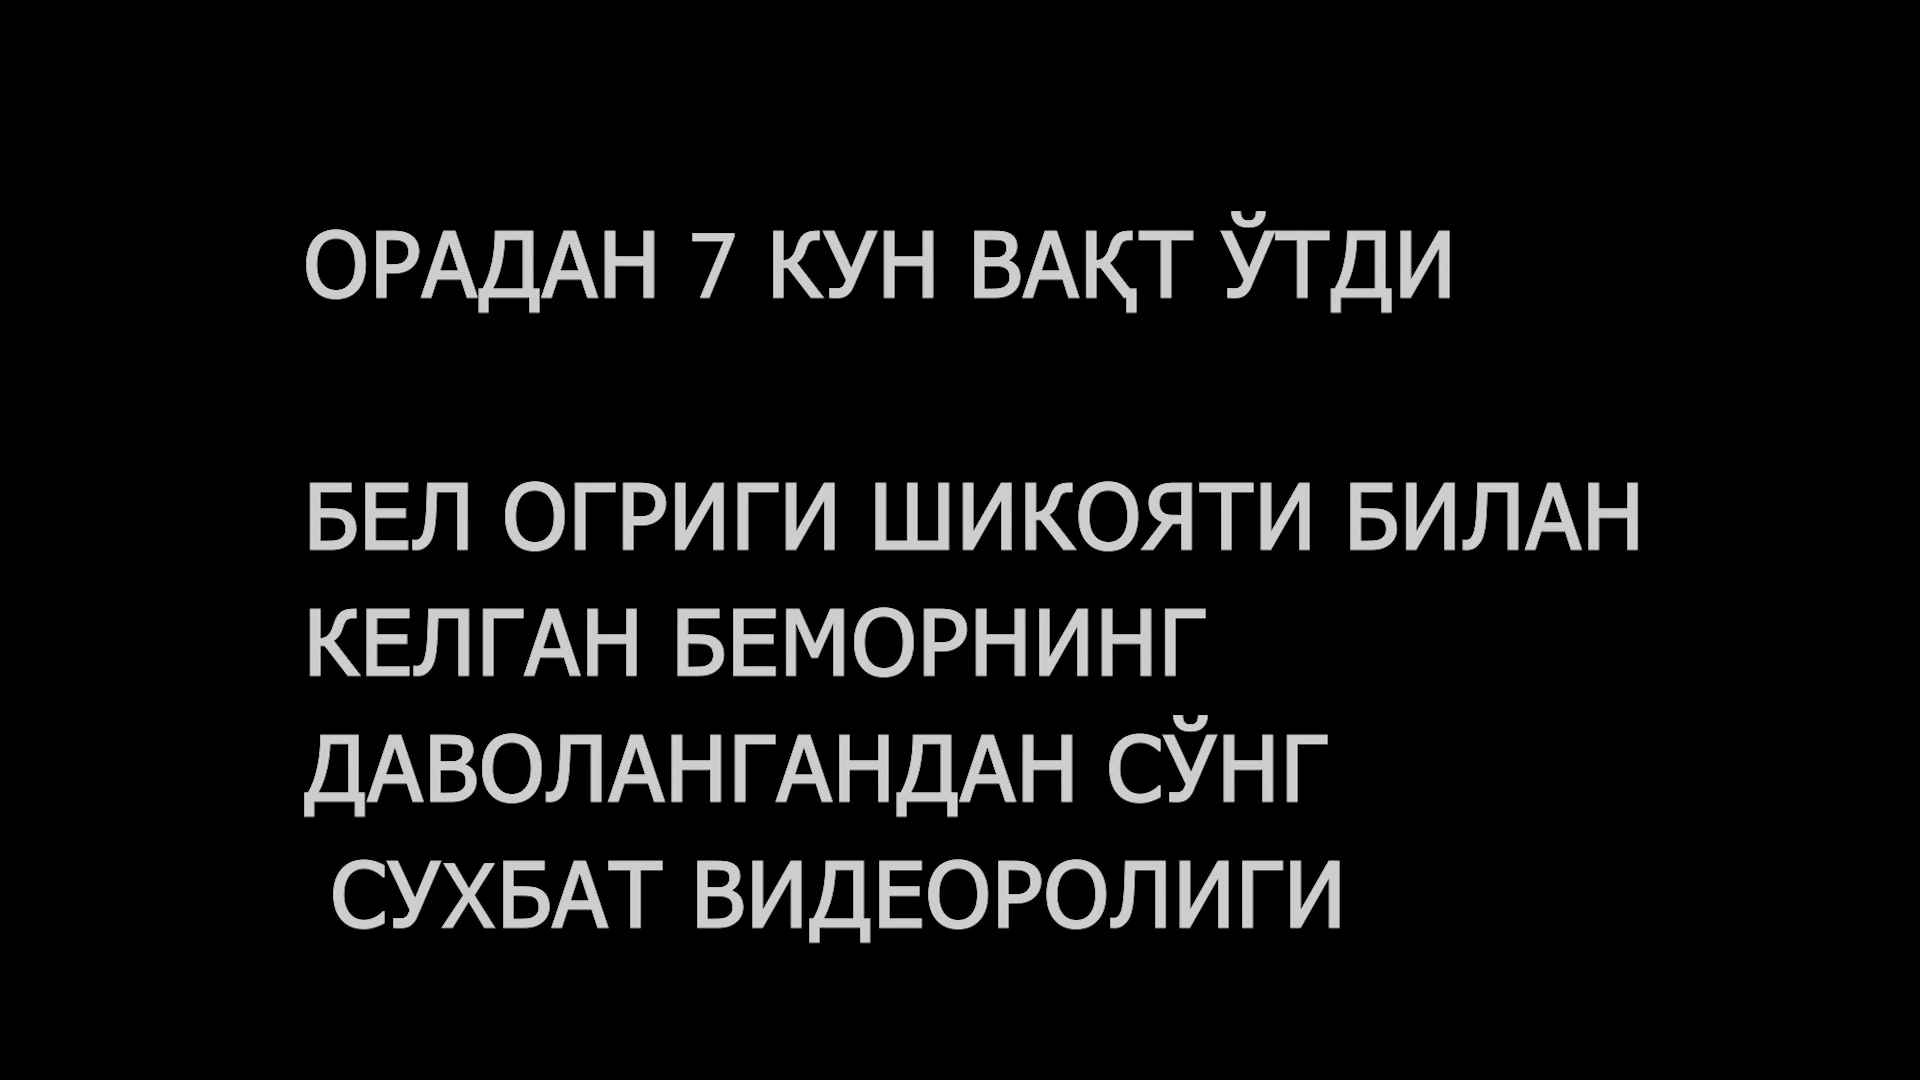 ОРАДАН 7 КУН ВАҚТ ЎТДИ
БЕЛ ОГРИГИ ШИКОЯТИ БИЛАН
КЕЛГАН БЕМОРНИНГ
ДАВОЛАНГАНДАН СЎНГ
СУХБАТ ВИДЕОРОЛИГИ